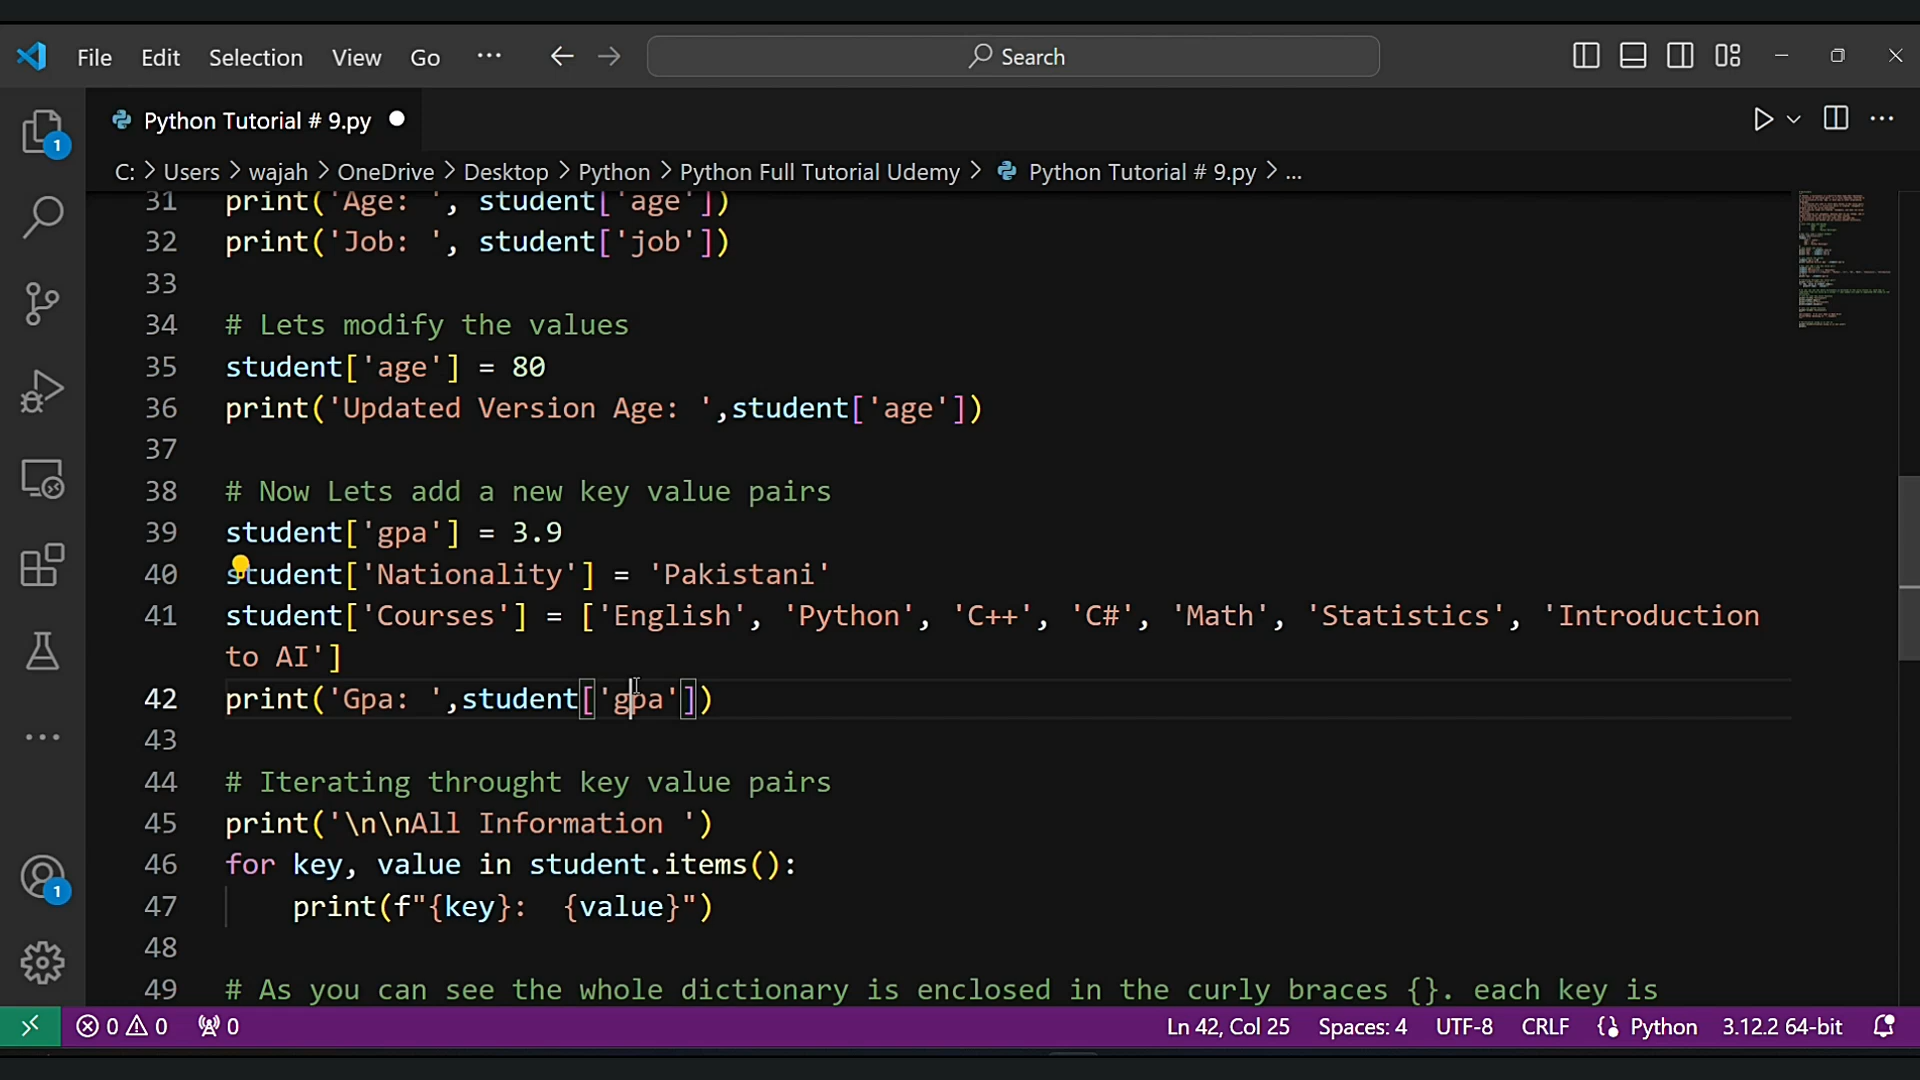 File Edit Selection View Go ··· Search
Python Tutorial # 9.py
C: > Users > wajah > OneDrive > Desktop > Python > Python Full Tutorial Udemy > Python Tutorial # 9.py > ...
31 print('Age: ', student['age'])
32 print('Job: ', student['job'])
33
34 # Lets modify the values
35 student['age'] = 80
36 print('Updated Version Age: ',student['age'])
37
38 # Now Lets add a new key value pairs
39 student['gpa'] = 3.9
40 student['Nationality'] = 'Pakistani'
41 student['Courses'] = ['English', 'Python', 'C++', 'C#', 'Math', 'Statistics', 'Introduction
to AI']
42 print('Gpa: ',student['gpa'])
43
44 # Iterating throught key value pairs
45 print('\n\nAll Information ')
46 for key, value in student.items():
47 print(f"{key}:  {value}")
48
49 # As you can see the whole dictionary is enclosed in the curly braces {}. each key is
1
1
0 0 0 Ln 42, Col 25 Spaces: 4 UTF-8 CRLF Python 3.12.2 64-bit